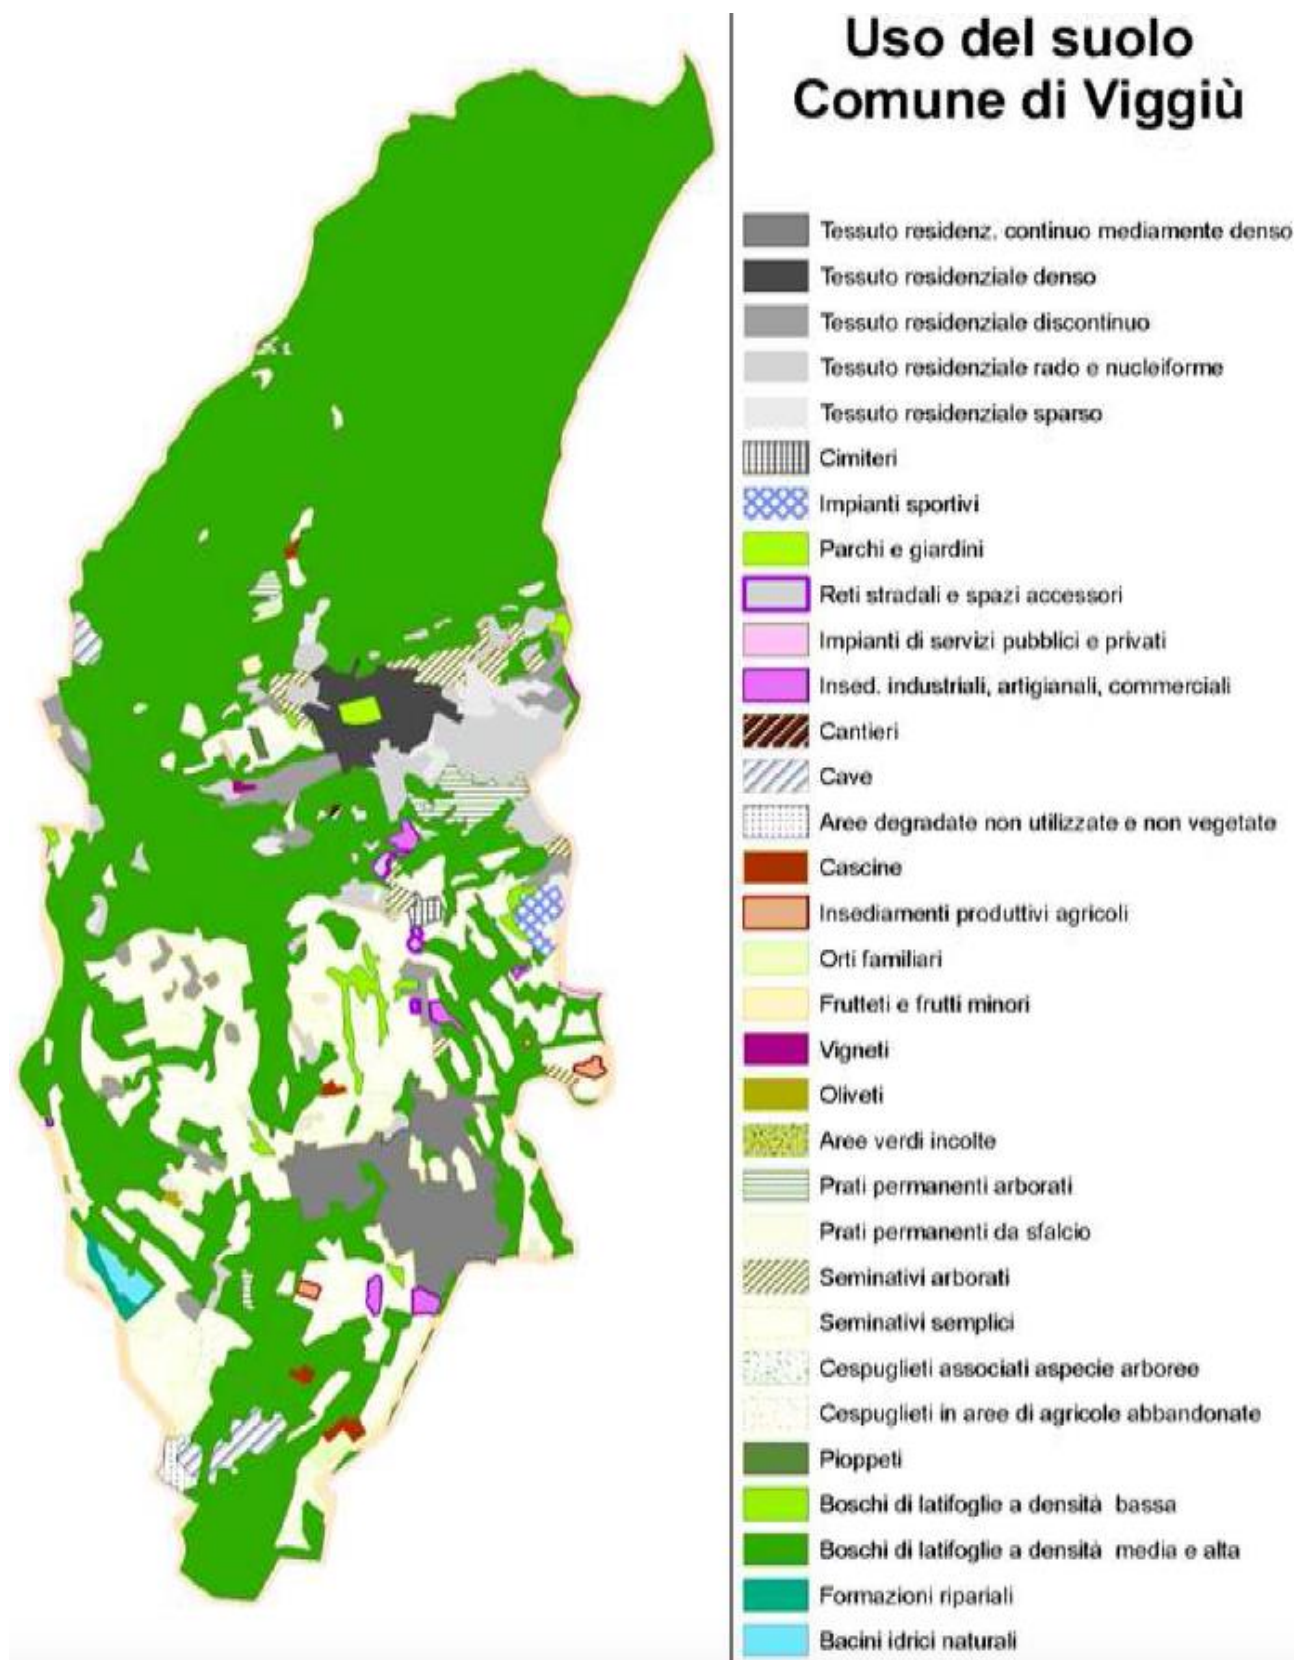 Uso del suolo
Comune di Viggiù
Tessuto residenz. continuo mediamente denso
Tessuto residenziale denso
Tessuto residenziale discontinuo
Tessuto residenziale rado e nucleiforme
Tessuto residenziale sparso
Cimiteri
Impianti sportivi
Parchi e giardini
Reti stradali e spazi accessori
Impianti di servizi pubblici e privati
Insed. industriali, artigianali, commerciali
Cantieri
Cave
Aree degradate non utilizzate e non vegetate
Cascine
Insediamenti produttivi agricoli
Orti familiari
Frutteti e frutti minori
Vigneti
Oliveti
Aree verdi incolte
Prati permanenti arborati
Prati permanenti da sfalcio
Seminativi arborati
Seminativi semplici
Cespuglieti associati aspecie arboree
Cespuglieti in aree di agricole abbandonate
Pioppeti
Boschi di latifoglie a densità bassa
Boschi di latifoglie a densità media e alta
Formazioni ripariali
Bacini idrici naturali